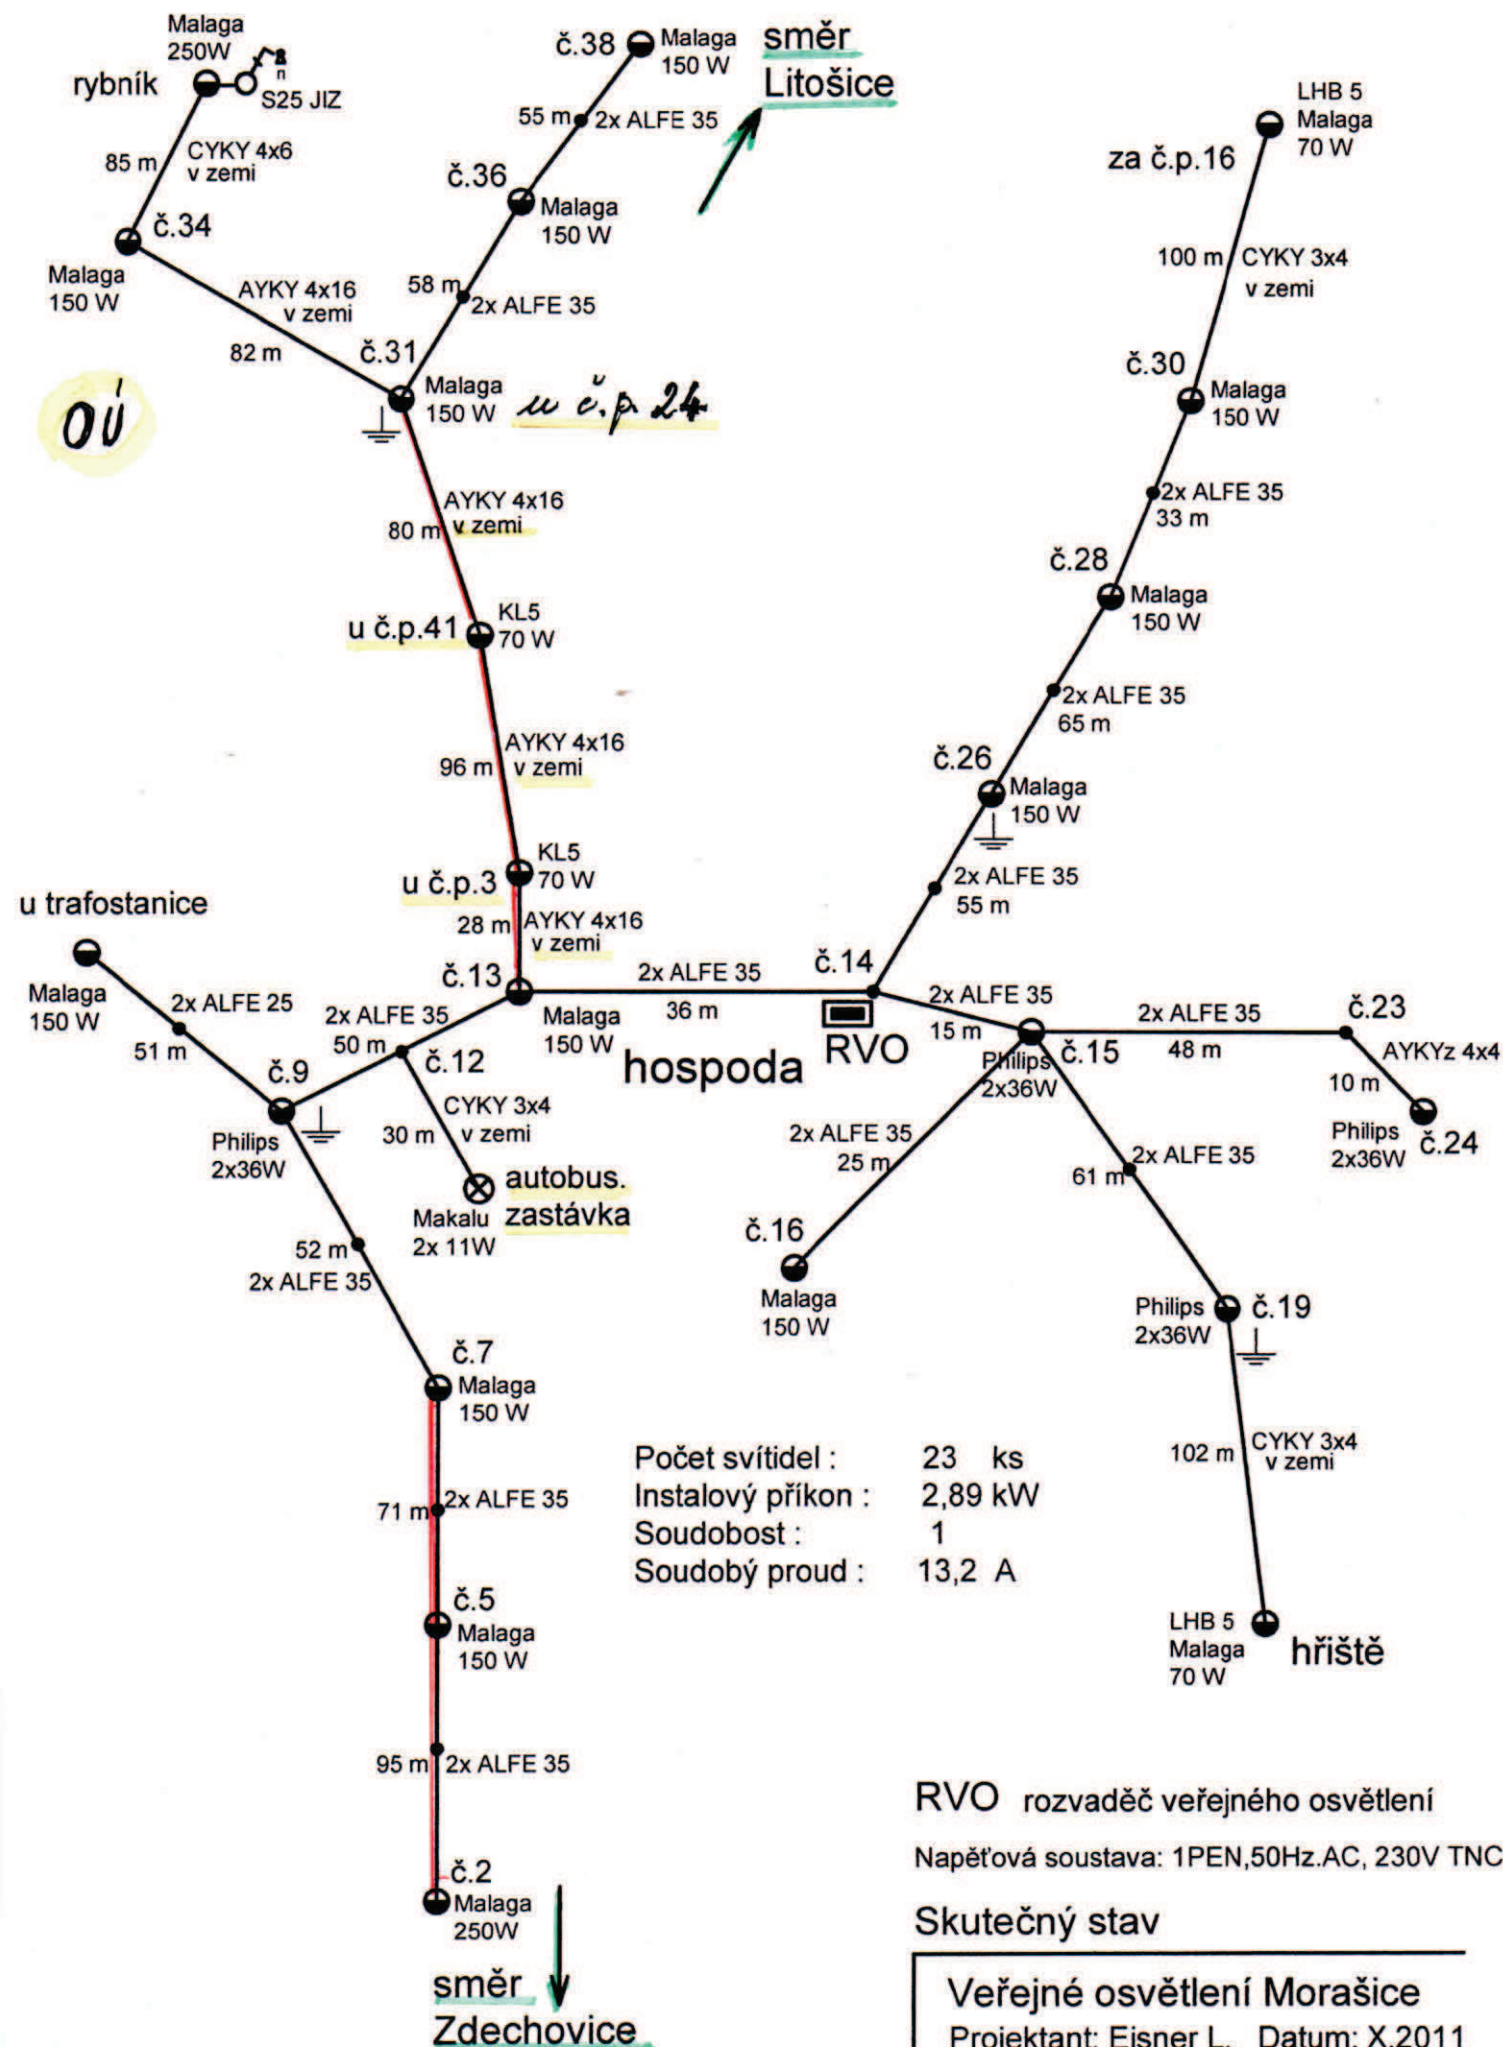 Malaga
250W
rybník
n
S25 JIZ
85 m
CYKY 4x6
v zemi
č.34
Malaga
150 W
AYKY 4x16
v zemi
82 m
č.38
Malaga
150 W
55 m
2x ALFE 35
č.36
Malaga
150 W
58 m
2x ALFE 35
č.31
Malaga
150 W
u č.p. 24
OÚ
směr
Litošice
LHB 5
Malaga
70 W
za č.p.16
100 m
CYKY 3x4
v zemi
č.30
Malaga
150 W
2x ALFE 35
33 m
č.28
Malaga
150 W
2x ALFE 35
65 m
č.26
Malaga
150 W
2x ALFE 35
55 m
AYKY 4x16
80 m
v zemi
KL5
70 W
u č.p.41
AYKY 4x16
96 m
v zemi
KL5
70 W
u č.p.3
28 m
AYKY 4x16
v zemi
č.13
Malaga
150 W
2x ALFE 35
36 m
č.14
RVO
hospoda
u trafostanice
Malaga
150 W
2x ALFE 25
51 m
č.9
Philips
2x36W
2x ALFE 35
50 m
č.12
CYKY 3x4
30 m
v zemi
autobus.
zastávka
Makalu
2x 11W
2x ALFE 35
15 m
č.15
Philips
2x36W
2x ALFE 35
48 m
č.23
AYKYz 4x4
10 m
Philips
2x36W
č.24
2x ALFE 35
25 m
č.16
Malaga
150 W
2x ALFE 35
61 m
Philips
2x36W
č.19
102 m
CYKY 3x4
v zemi
LHB 5
Malaga
70 W
hřiště
52 m
2x ALFE 35
č.7
Malaga
150 W
71 m
2x ALFE 35
č.5
Malaga
150 W
95 m
2x ALFE 35
č.2
Malaga
250W
směr
Zdechovice
Počet svítidel : 23 ks
Instalový příkon : 2,89 kW
Soudobost : 1
Soudobý proud : 13,2 A
RVO rozvaděč veřejného osvětlení
Napěťová soustava: 1PEN,50Hz.AC, 230V TNC
Skutečný stav
Veřejné osvětlení Morašice
Projektant: Eisner L. Datum: X.2011